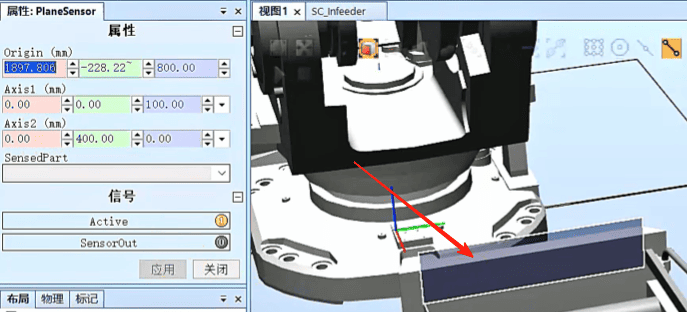 属性: PlaneSensor
属性
Origin (mm)
1897.806 -228.22~ 800.00
Axis1 (mm)
0.00 0.00 100.00
Axis2 (mm)
0.00 400.00 0.00
SensedPart
信号
Active 1
SensorOut 0
应用 关闭
布局 物理 标记
视图1 SC_Infeeder